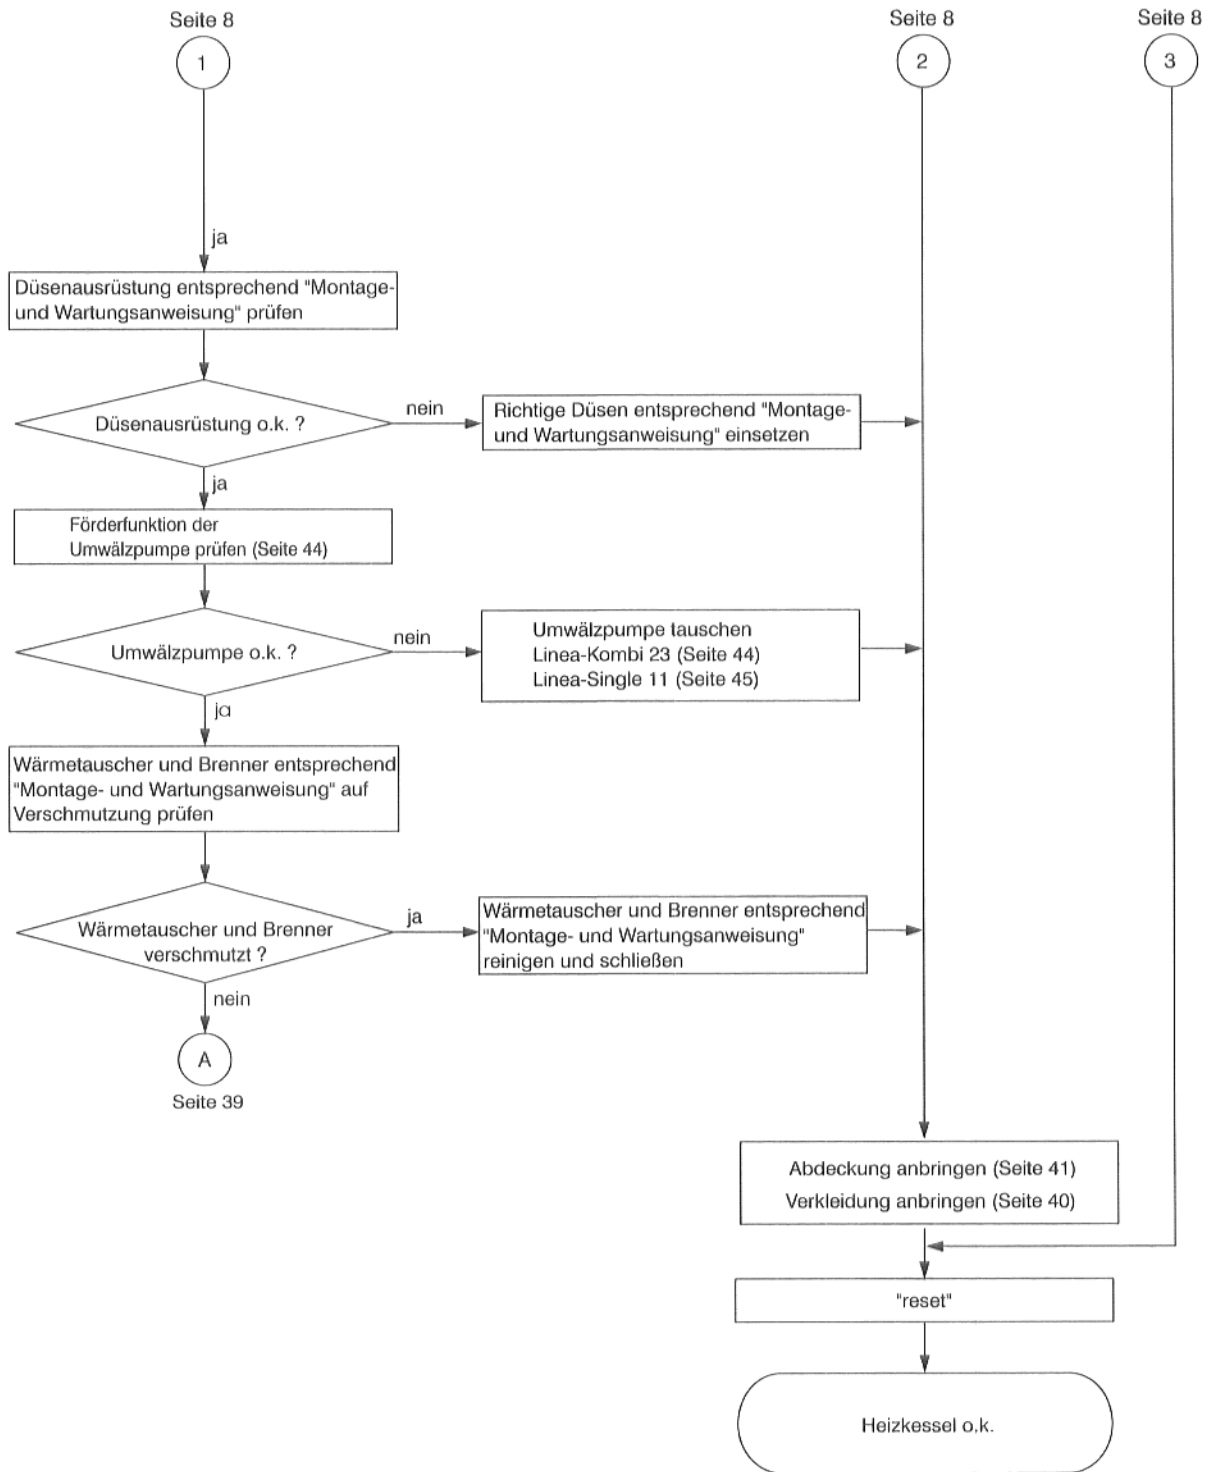 Seite 8
1
Seite 8
2
Seite 8
3
ja
Düsenausrüstung entsprechend "Montage-
und Wartungsanweisung" prüfen
Düsenausrüstung o.k. ?
nein
Richtige Düsen entsprechend "Montage-
und Wartungsanweisung" einsetzen
ja
Förderfunktion der
Umwälzpumpe prüfen (Seite 44)
Umwälzpumpe o.k. ?
nein
Umwälzpumpe tauschen
Linea-Kombi 23 (Seite 44)
Linea-Single 11 (Seite 45)
ja
Wärmetauscher und Brenner entsprechend
"Montage- und Wartungsanweisung" auf
Verschmutzung prüfen
Wärmetauscher und Brenner
verschmutzt ?
ja
Wärmetauscher und Brenner entsprechend
"Montage- und Wartungsanweisung"
reinigen und schließen
nein
A
Seite 39
Abdeckung anbringen (Seite 41)
Verkleidung anbringen (Seite 40)
"reset"
Heizkessel o.k.